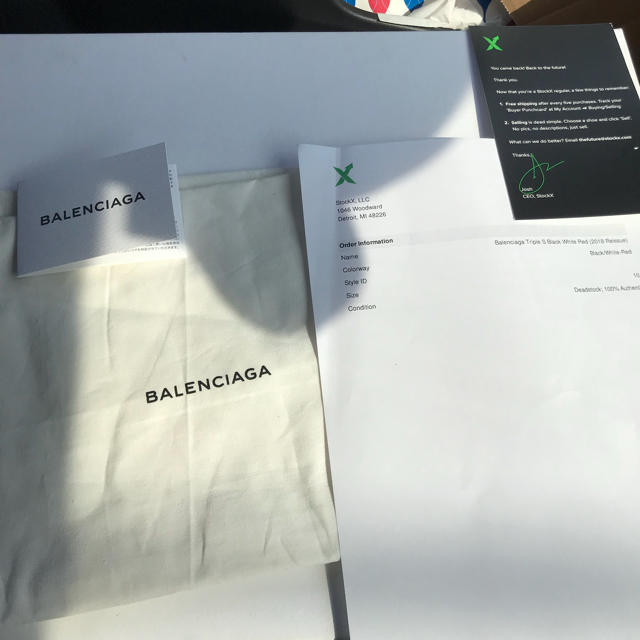 You came back! Back to the future!
Thank you.
Now that you're a StockX regular, a few things to remember:
1. Free shipping after every five purchases. Track your
'Buyer Punchcard' at My Account ➔ Buying/Selling
2. Selling is dead simple. Choose a shoe and click 'Sell'.
No pics, no descriptions, just sell.
What can we do better? Email thefuture@stockx.com
Thanks,
Josh
CEO, StockX
BALENCIAGA
BALENCIAGA
StockX, LLC
1046 Woodward
Detroit, MI 48226
Order Information
Name Balenciaga Triple S Black White Red (2018 Reissue)
Colorway Black/White-Red
Style ID
Size 10
Condition Deadstock; 100% Authent